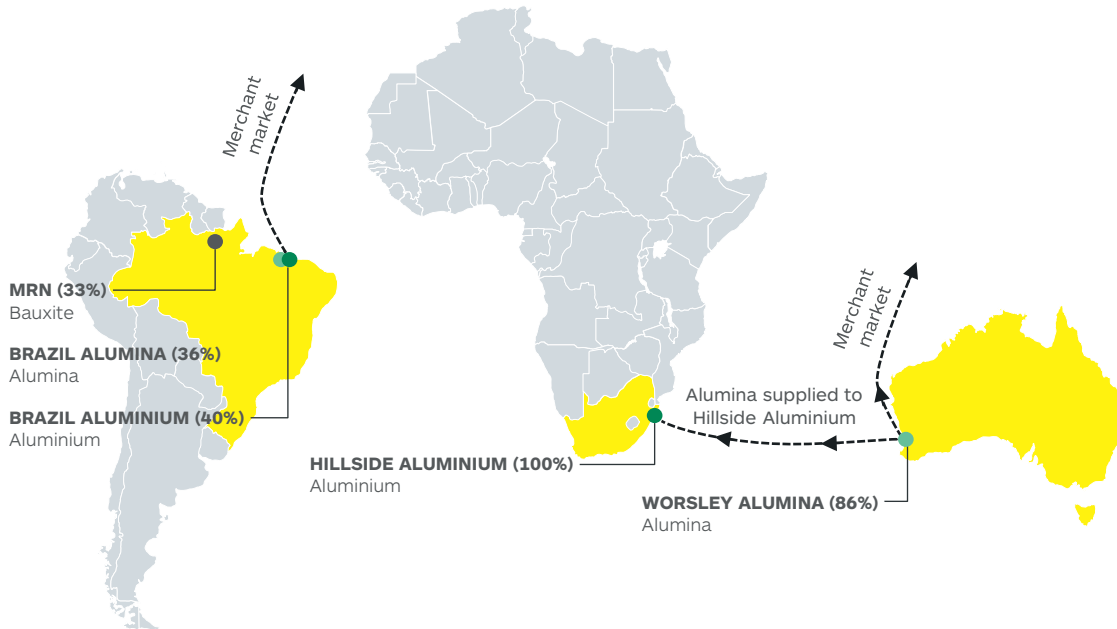 Merchant
market
MRN (33%)
Bauxite
BRAZIL ALUMINA (36%)
Alumina
BRAZIL ALUMINIUM (40%)
Aluminium
HILLSIDE ALUMINIUM (100%)
Aluminium
Merchant
market
Alumina supplied to
Hillside Aluminium
WORSLEY ALUMINA (86%)
Alumina